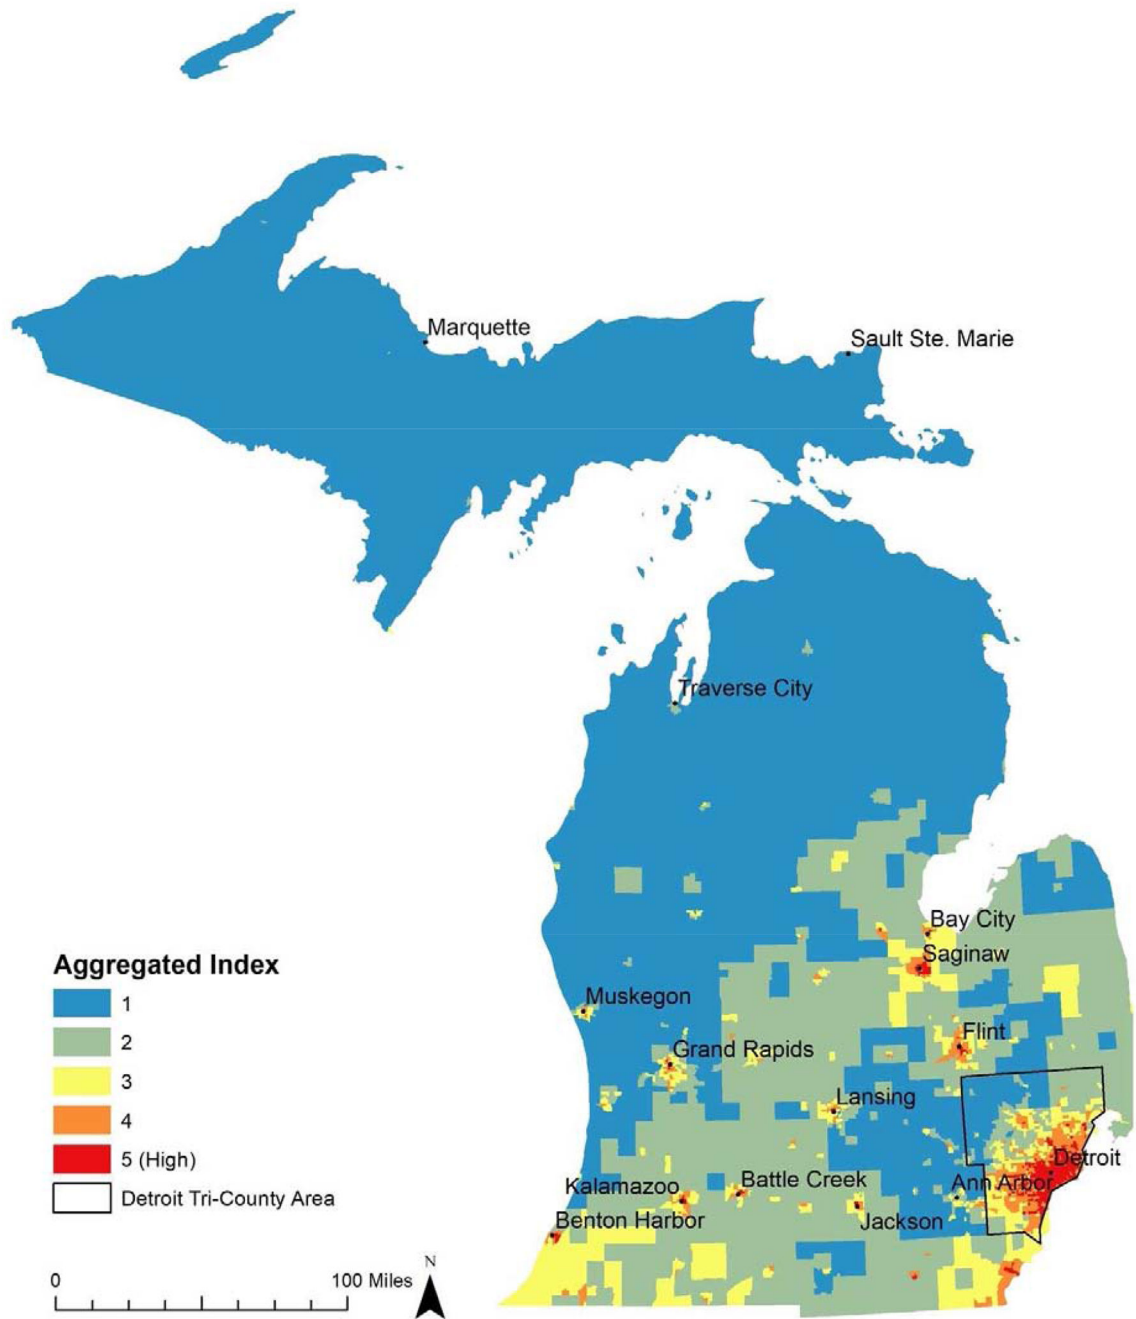 Marquette
Sault Ste. Marie
Traverse City
Bay City
Saginaw
Muskegon
Flint
Grand Rapids
Lansing
Detroit
Ann Arbor
Battle Creek
Kalamazoo
Jackson
Benton Harbor
Aggregated Index
1
2
3
4
5 (High)
Detroit Tri-County Area
0 100 Miles
N